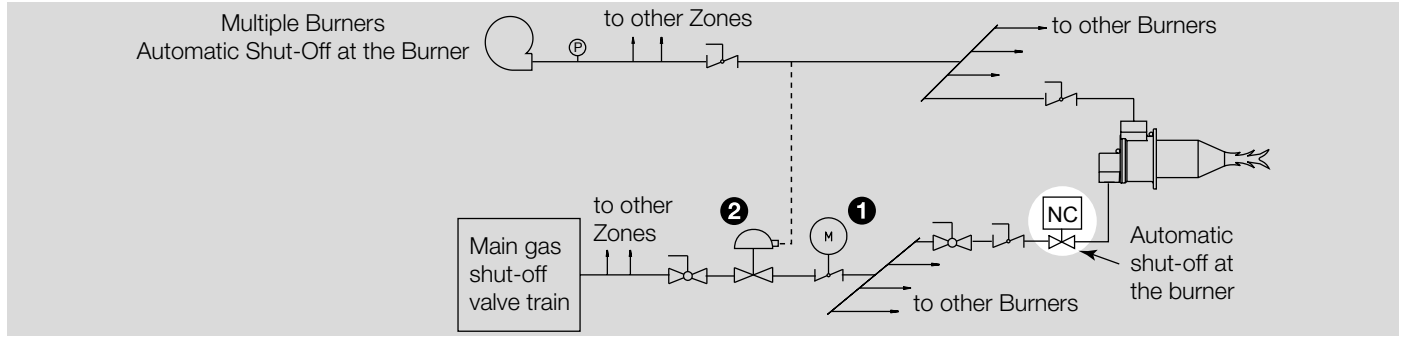 Multiple Burners
Automatic Shut-Off at the Burner
P
to other Zones
to other Burners
to other
Zones
2
1
M
NC
Main gas
shut-off
valve train
Automatic
shut-off at
the burner
to other Burners